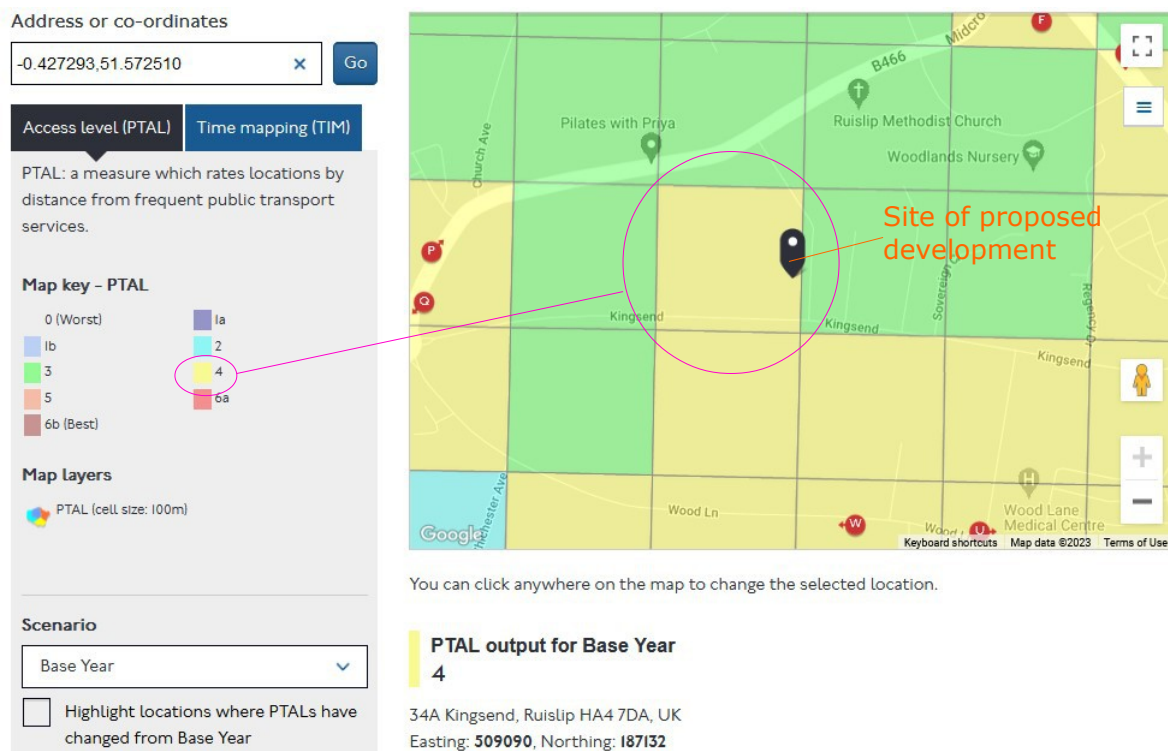 Address or co-ordinates
-0.427293,51.572510
×
Go
Access level (PTAL)
Time mapping (TIM)
PTAL: a measure which rates locations by
distance from frequent public transport
services.
Map key - PTAL
0 (Worst)
1a
1b
2
3
4
5
6a
6b (Best)
Map layers
PTAL (cell size: 100m)
Scenario
Base Year
Highlight locations where PTALs have
changed from Base Year
F
B466
Pilates with Priya
Ruislip Methodist Church
Church Ave
Woodlands Nursery
Site of proposed
development
P
Q
Kingsend
Kingsend
Kingsend
Regency Dr
Wood Ln
W
U
H
Wood Lane
Medical Centre
Google
Keyboard shortcuts
Map data ©2023
Terms of Use
You can click anywhere on the map to change the selected location.
PTAL output for Base Year
4
34A Kingsend, Ruislip HA4 7DA, UK
Easting: 509090, Northing: 187132